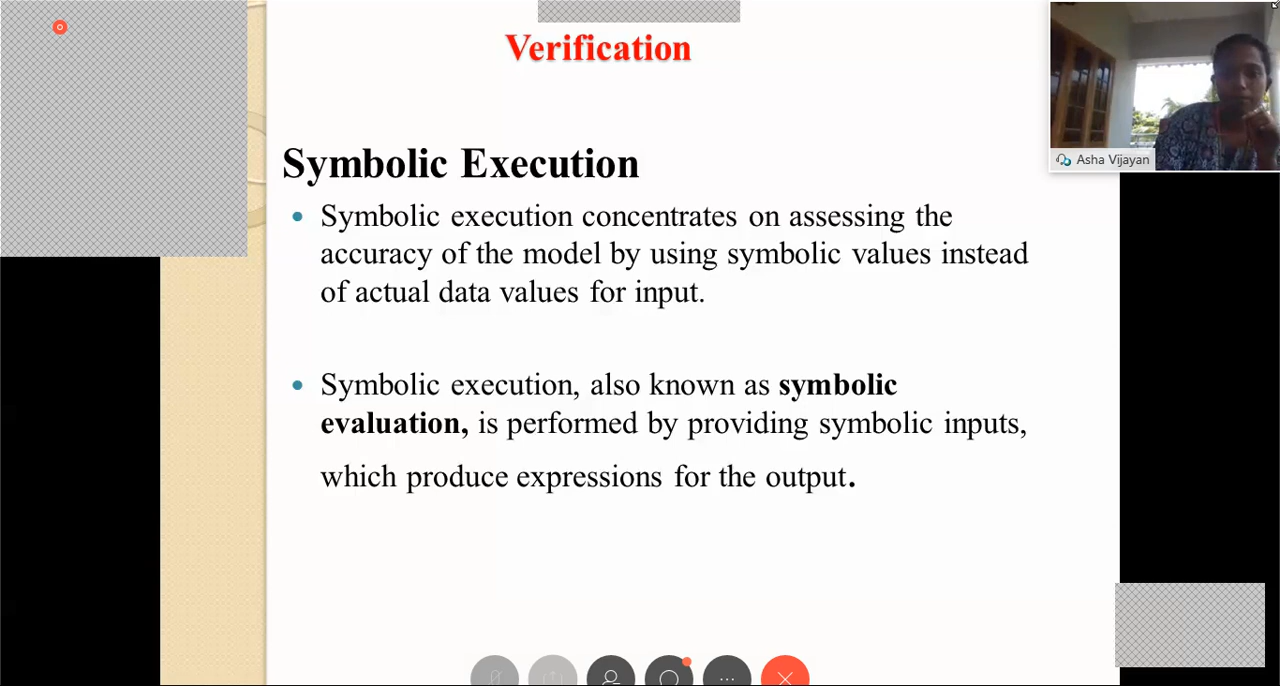 Verification
Asha Vijayan
Symbolic Execution
• Symbolic execution concentrates on assessing the
accuracy of the model by using symbolic values instead
of actual data values for input.
• Symbolic execution, also known as symbolic
evaluation, is performed by providing symbolic inputs,
which produce expressions for the output.